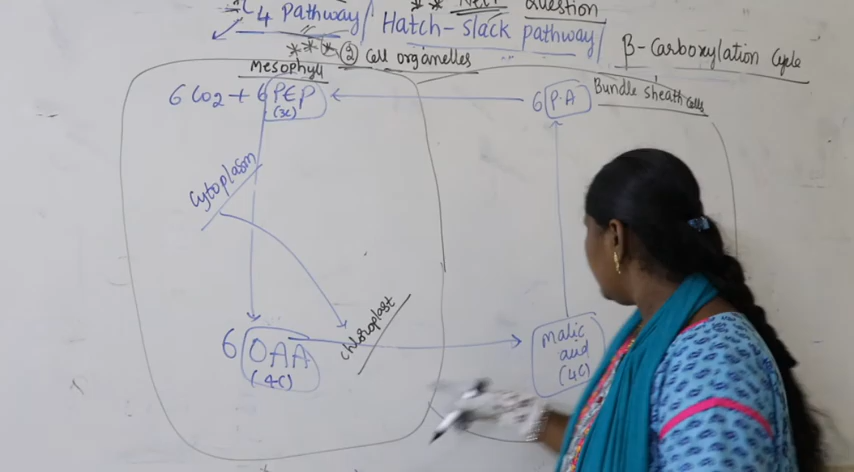 ** NEET Question
C4 Pathway/ Hatch-slack pathway/
β-Carboxylation Cycle
*** ② Cell organelles
Mesophyll
Bundle sheath cells
6 CO2 + 6 PEP
(3C)
6 P.A
Cytoplasm
Chloroplast
6 OAA
(4C)
Malic
acid
(4C)